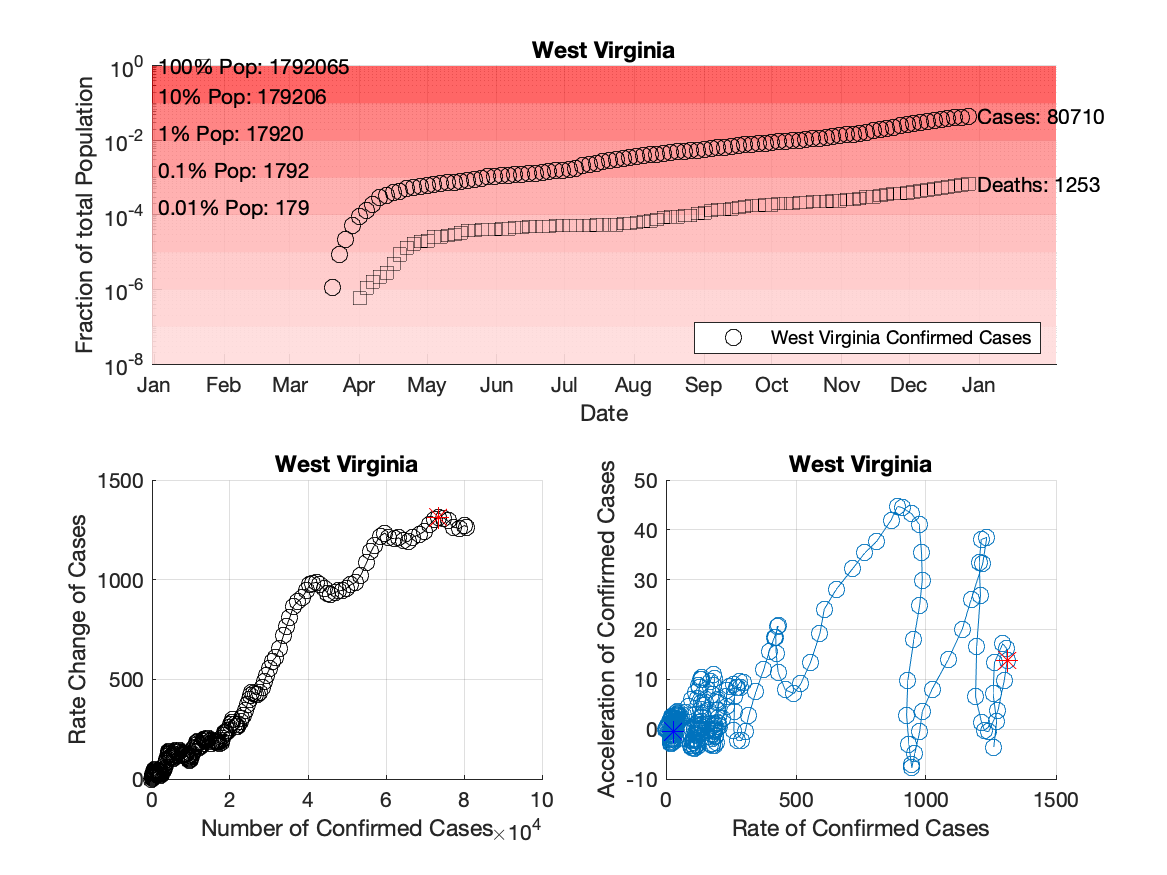 West Virginia
10^0
10^-2
10^-4
10^-6
10^-8
Fraction of total Population
100% Pop: 1792065
10% Pop: 179206
1% Pop: 17920
0.1% Pop: 1792
0.01% Pop: 179
Cases: 80710
Deaths: 1253
West Virginia Confirmed Cases
Jan Feb Mar Apr May Jun Jul Aug Sep Oct Nov Dec Jan
Date
West Virginia
1500
1000
500
0
Rate Change of Cases
0 2 4 6 8 10
Number of Confirmed Cases ×10^4
West Virginia
50
40
30
20
10
0
-10
Acceleration of Confirmed Cases
0 500 1000 1500
Rate of Confirmed Cases